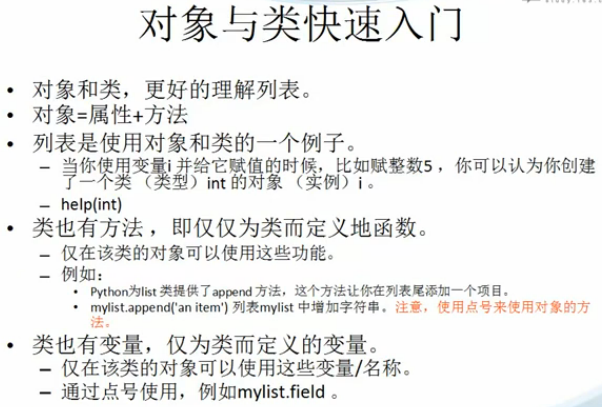 对象与类快速入门
• 对象和类，更好的理解列表。
• 对象=属性+方法
• 列表是使用对象和类的一个例子。
– 当你使用变量i 并给它赋值的时候，比如赋整数5 ，你可以认为你创建
了一个类 （类型）int 的对象 （实例）i 。
– help(int)
• 类也有方法 ，即仅仅为类而定义地函数。
– 仅在该类的对象可以使用这些功能。
– 例如：
• Python为list 类提供了append 方法，这个方法让你在列表尾添加一个项目。
• mylist.append('an item') 列表mylist 中增加字符串。注意，使用点号来使用对象的方
法。
• 类也有变量，仅为类而定义的变量。
– 仅在该类的对象可以使用这些变量/名称。
– 通过点号使用，例如mylist.field 。